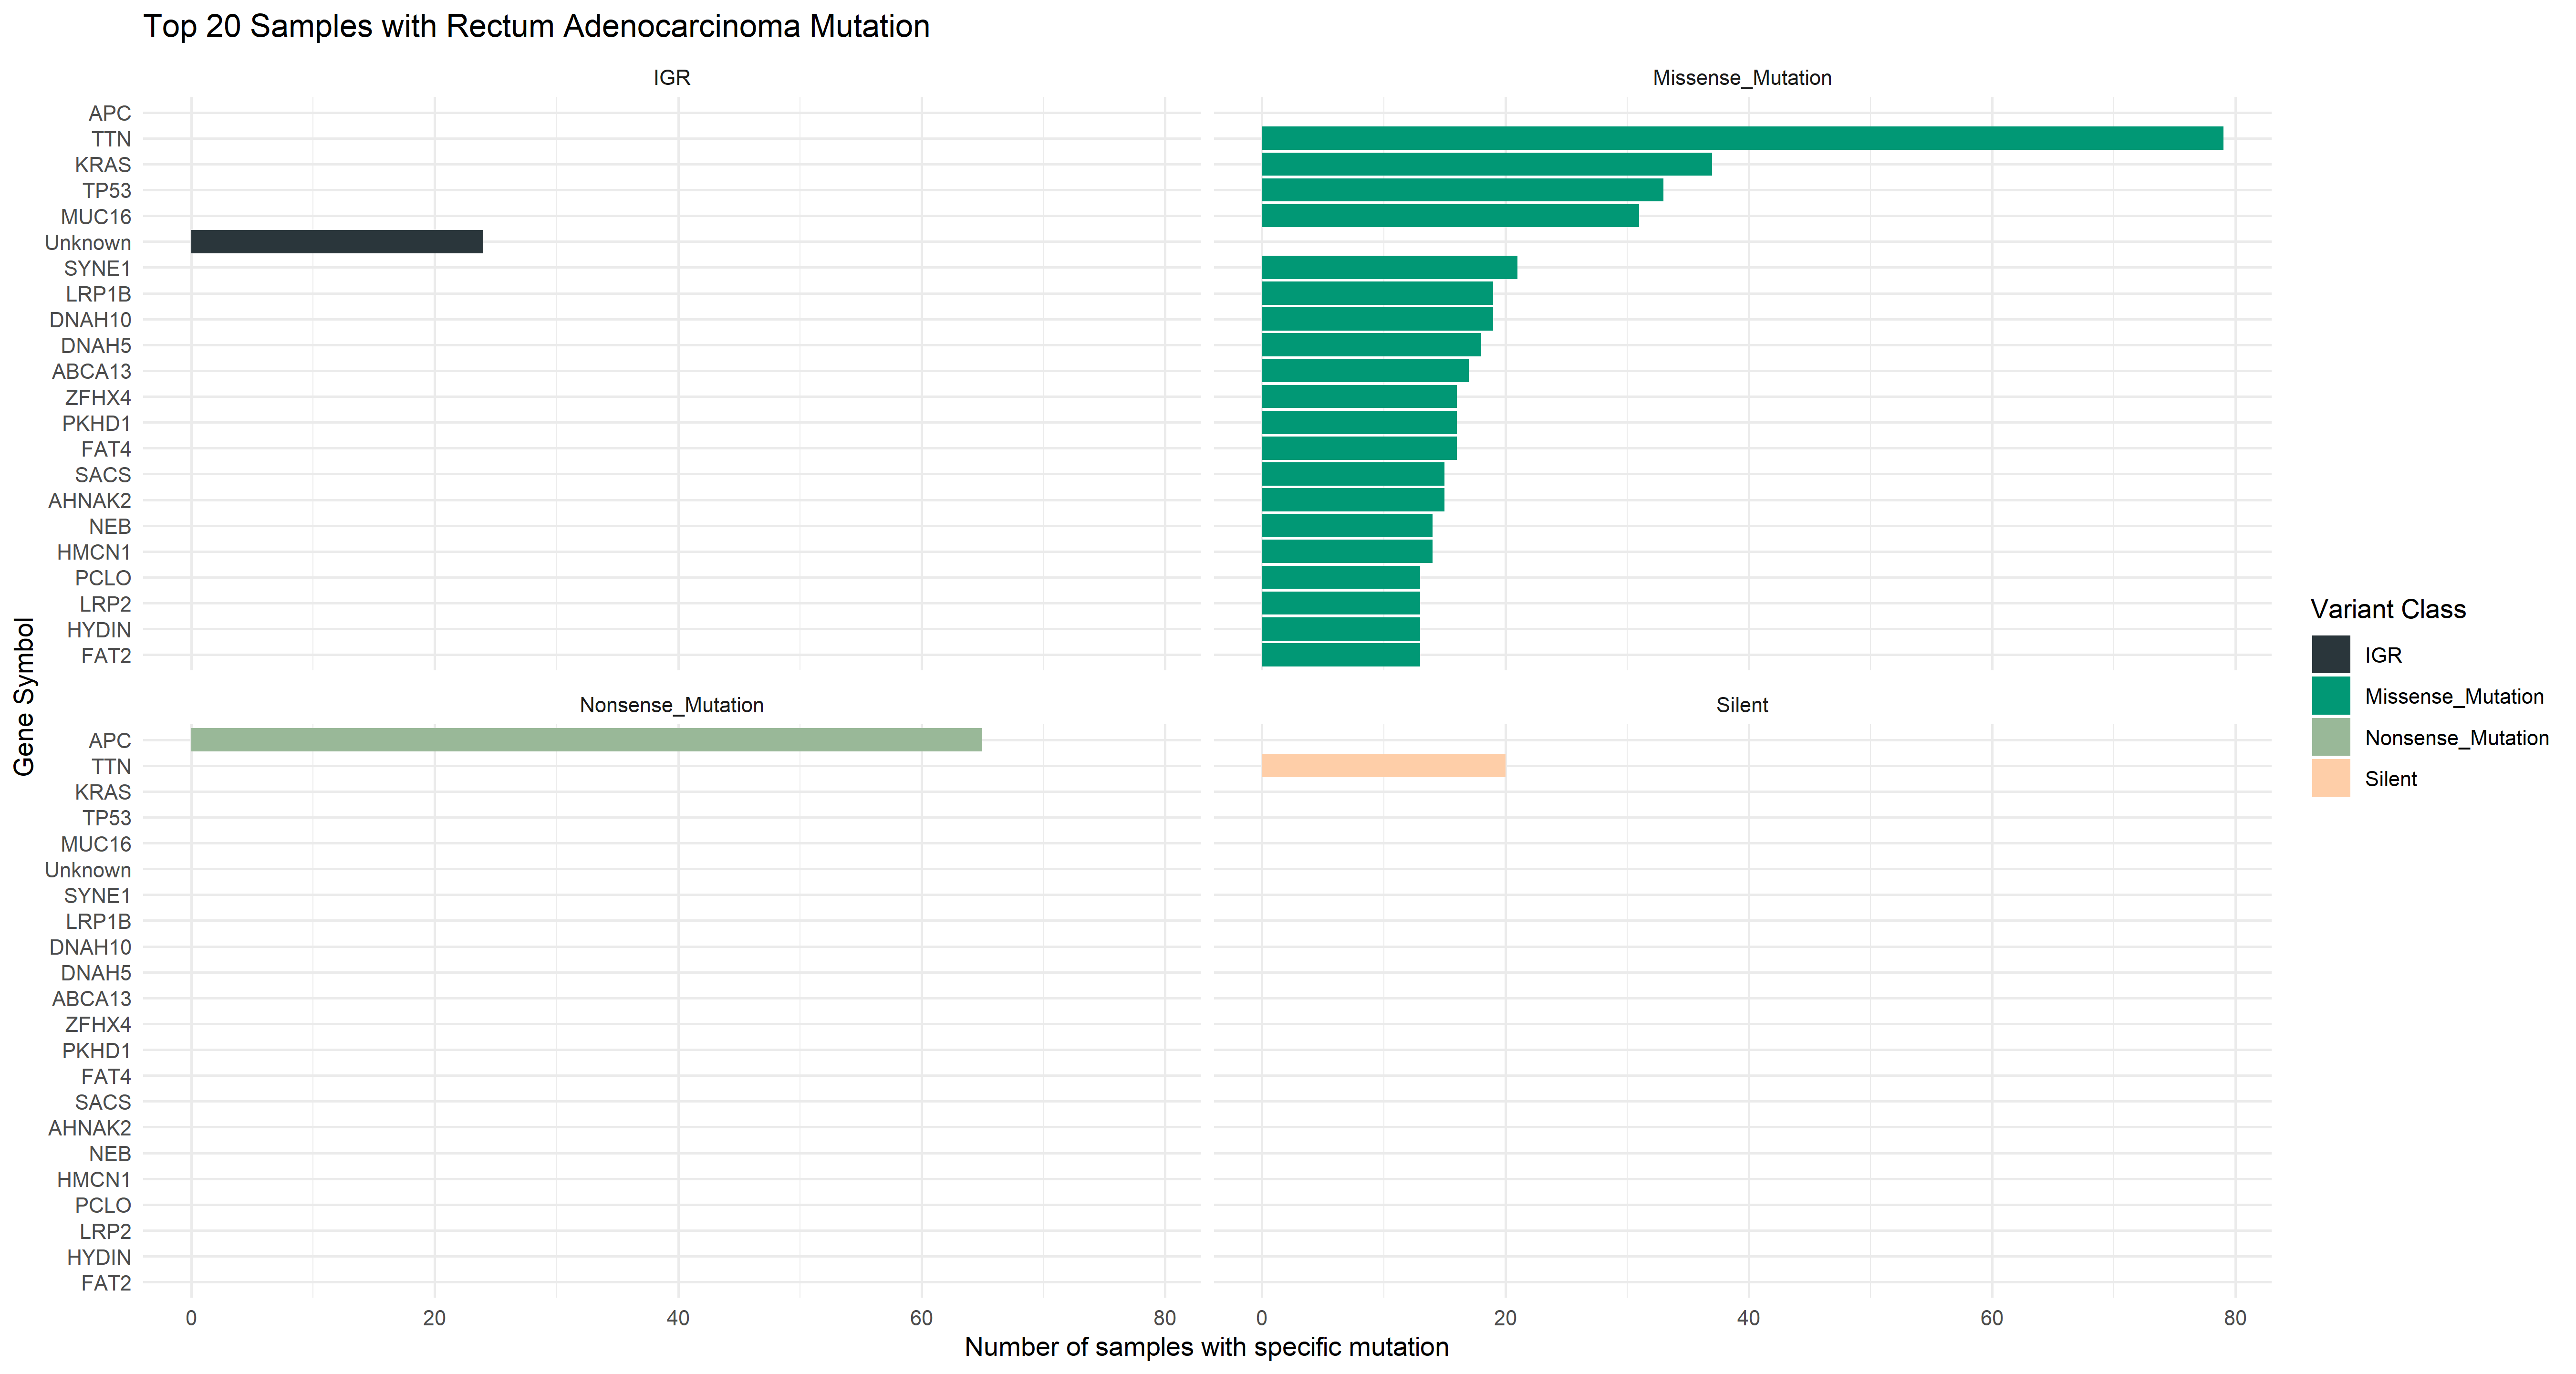 Top 20 Samples with Rectum Adenocarcinoma Mutation
IGR
Missense_Mutation
APC
TTN
KRAS
TP53
MUC16
Unknown
SYNE1
LRP1B
DNAH10
DNAH5
ABCA13
ZFHX4
PKHD1
FAT4
SACS
AHNAK2
NEB
HMCN1
PCLO
LRP2
HYDIN
FAT2
Nonsense_Mutation
Silent
APC
TTN
KRAS
TP53
MUC16
Unknown
SYNE1
LRP1B
DNAH10
DNAH5
ABCA13
ZFHX4
PKHD1
FAT4
SACS
AHNAK2
NEB
HMCN1
PCLO
LRP2
HYDIN
FAT2
0 20 40 60 80 0 20 40 60 80
Number of samples with specific mutation
Gene Symbol
Variant Class
IGR
Missense_Mutation
Nonsense_Mutation
Silent